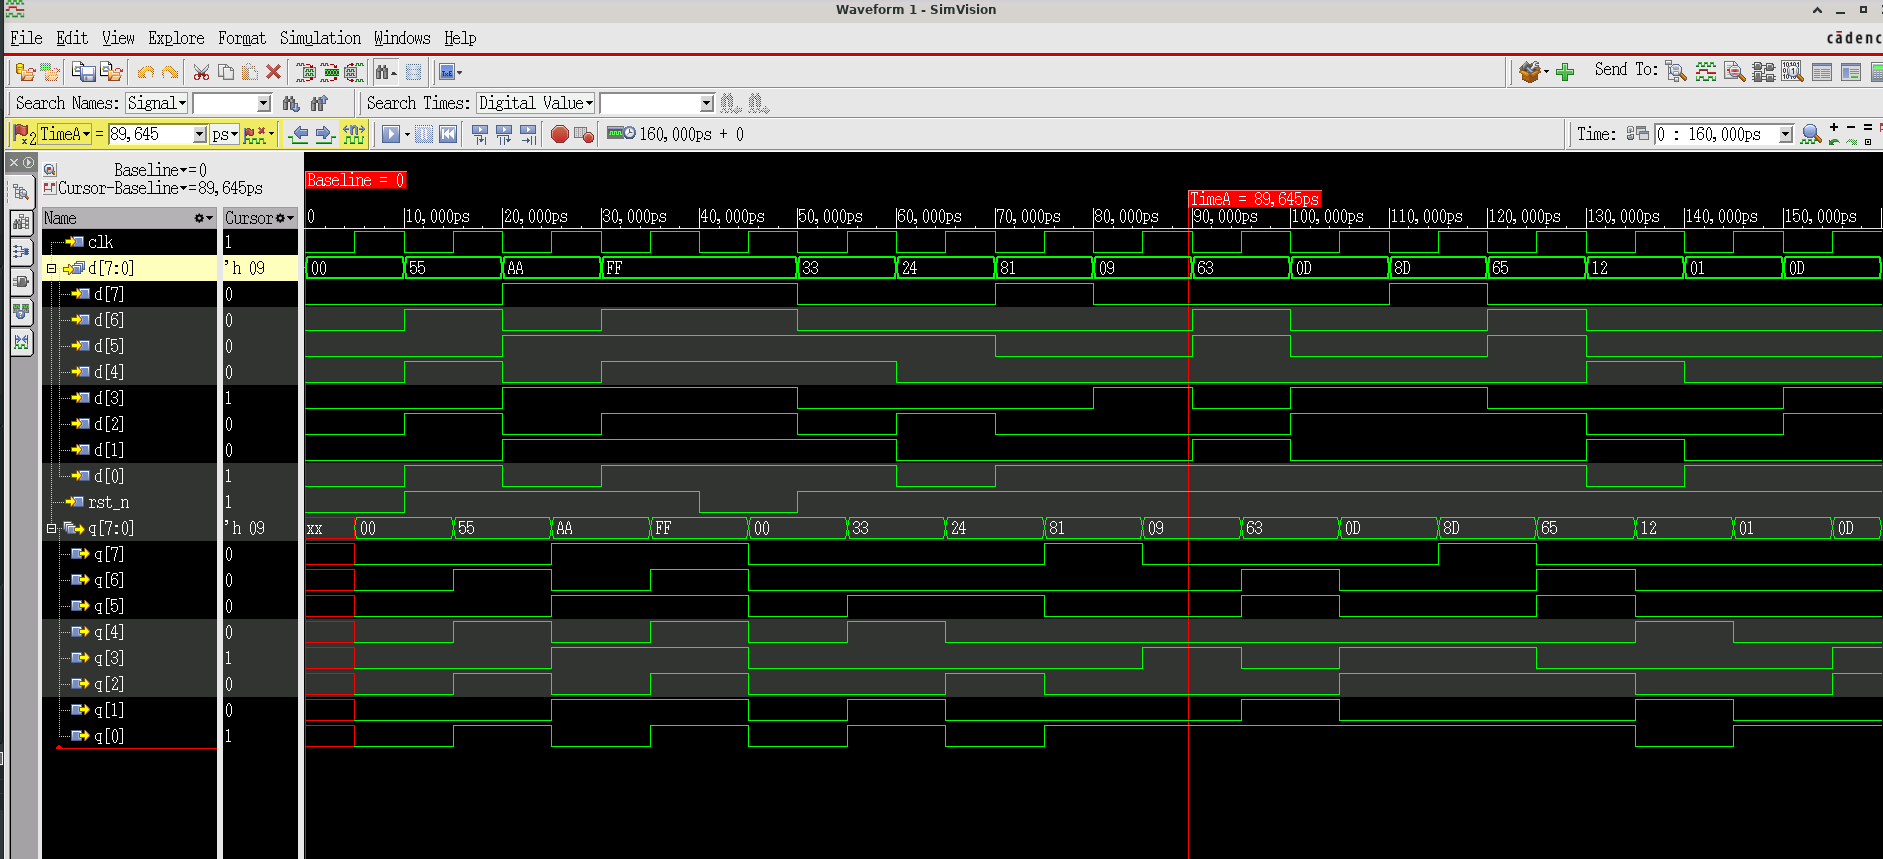 Waveform 1 - SimVision
File Edit View Explore Format Simulation Windows Help
cādenc
Send To:
Search Names: Signal Search Times: Digital Value
TimeA = 89,645 ps 160,000ps + 0 Time: 0 : 160,000ps
Baseline=0
Cursor-Baseline=89,645ps
Baseline = 0
TimeA = 89,645ps
Name Cursor 0 10,000ps 20,000ps 30,000ps 40,000ps 50,000ps 60,000ps 70,000ps 80,000ps 90,000ps 100,000ps 110,000ps 120,000ps 130,000ps 140,000ps 150,000ps
clk 1
d[7:0] 'h 09 00 55 AA FF 33 24 81 09 63 0D 8D 65 12 01 0D
d[7] 0
d[6] 0
d[5] 0
d[4] 0
d[3] 1
d[2] 0
d[1] 0
d[0] 1
rst_n 1
q[7:0] 'h 09 xx 00 55 AA FF 00 33 24 81 09 63 0D 8D 65 12 01 0D
q[7] 0
q[6] 0
q[5] 0
q[4] 0
q[3] 1
q[2] 0
q[1] 0
q[0] 1